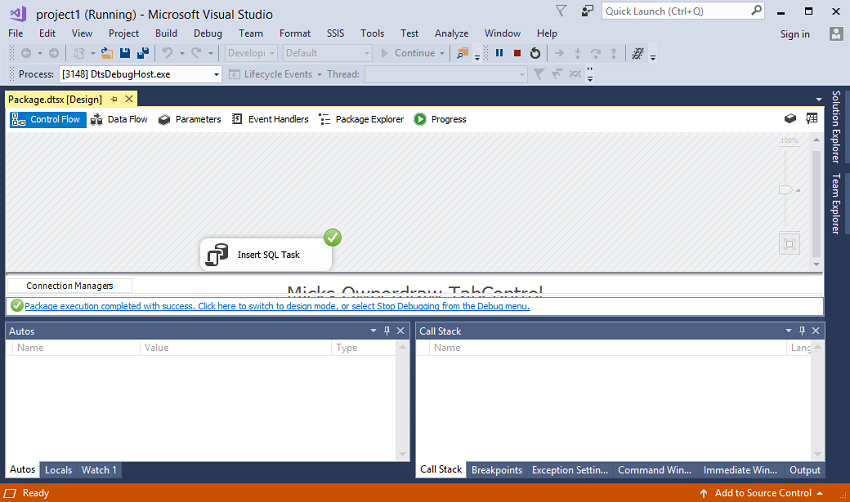 project1 (Running) - Microsoft Visual Studio
Quick Launch (Ctrl+Q)
File Edit View Project Build Debug Team Format SSIS Tools Test Analyze Window Help Sign in
Develop Default Continue
Process: [3148] DtsDebugHost.exe Lifecycle Events Thread:
Package.dtsx [Design]
Control Flow Data Flow Parameters Event Handlers Package Explorer Progress
100%
Insert SQL Task
Connection Managers
Micks Ownerdraw TabControl
Package execution completed with success. Click here to switch to design mode, or select Stop Debugging from the Debug menu.
Autos
Name Value Type
Call Stack
Name Lang
Autos Locals Watch 1
Call Stack Breakpoints Exception Settin... Command Win... Immediate Win... Output
Ready
Add to Source Control
Solution Explorer
Team Explorer